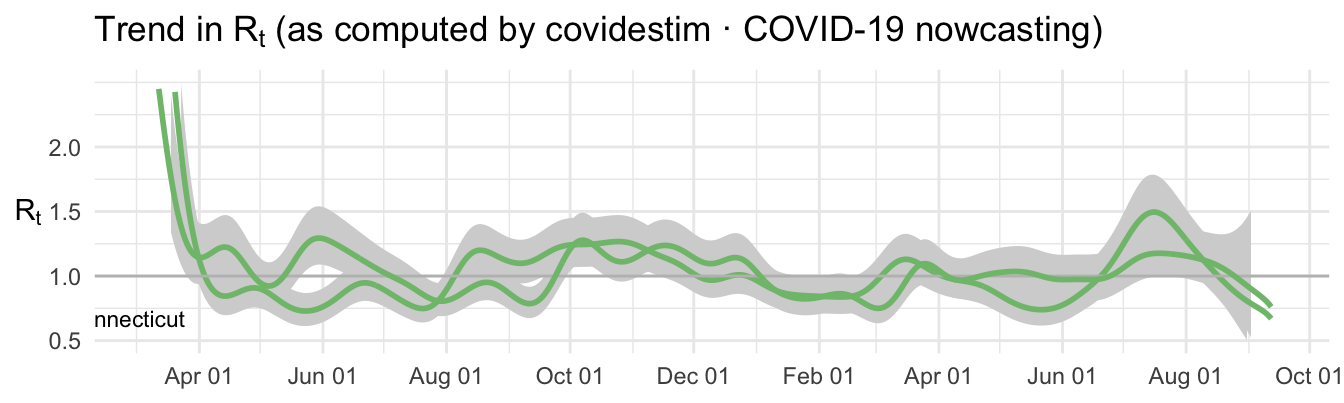 Trend in Rt (as computed by covidestim · COVID-19 nowcasting)
2.0
Rt
1.5
1.0
nnecticut
0.5
Apr 01 Jun 01 Aug 01 Oct 01 Dec 01 Feb 01 Apr 01 Jun 01 Aug 01 Oct 01